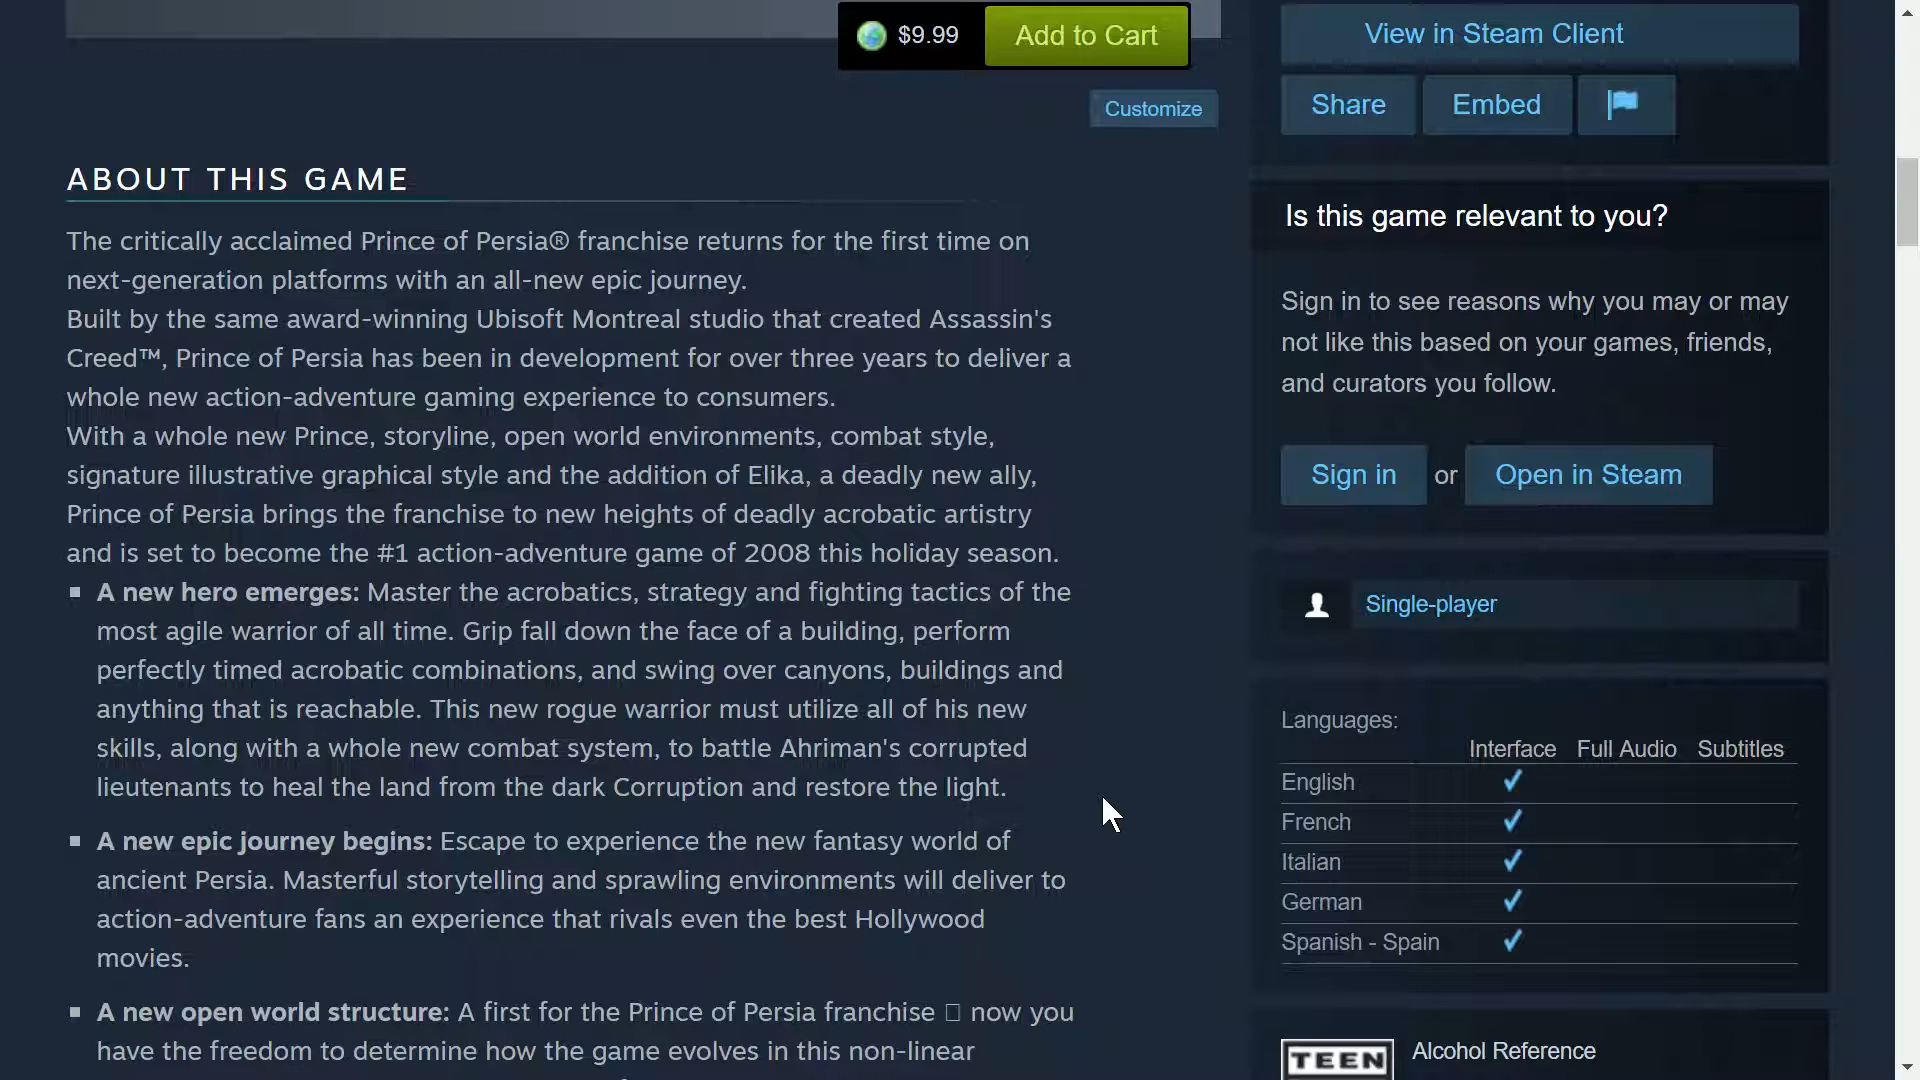 $9.99
Add to Cart
Customize
ABOUT THIS GAME
The critically acclaimed Prince of Persia® franchise returns for the first time on
next-generation platforms with an all-new epic journey.
Built by the same award-winning Ubisoft Montreal studio that created Assassin's
Creed™, Prince of Persia has been in development for over three years to deliver a
whole new action-adventure gaming experience to consumers.
With a whole new Prince, storyline, open world environments, combat style,
signature illustrative graphical style and the addition of Elika, a deadly new ally,
Prince of Persia brings the franchise to new heights of deadly acrobatic artistry
and is set to become the #1 action-adventure game of 2008 this holiday season.
▪ A new hero emerges: Master the acrobatics, strategy and fighting tactics of the
most agile warrior of all time. Grip fall down the face of a building, perform
perfectly timed acrobatic combinations, and swing over canyons, buildings and
anything that is reachable. This new rogue warrior must utilize all of his new
skills, along with a whole new combat system, to battle Ahriman's corrupted
lieutenants to heal the land from the dark Corruption and restore the light.
▪ A new epic journey begins: Escape to experience the new fantasy world of
ancient Persia. Masterful storytelling and sprawling environments will deliver to
action-adventure fans an experience that rivals even the best Hollywood
movies.
▪ A new open world structure: A first for the Prince of Persia franchise □ now you
have the freedom to determine how the game evolves in this non-linear
View in Steam Client
Share
Embed
Is this game relevant to you?
Sign in to see reasons why you may or may
not like this based on your games, friends,
and curators you follow.
Sign in or Open in Steam
Single-player
Languages:
Interface Full Audio Subtitles
English ✓
French ✓
Italian ✓
German ✓
Spanish - Spain ✓
TEEN
Alcohol Reference